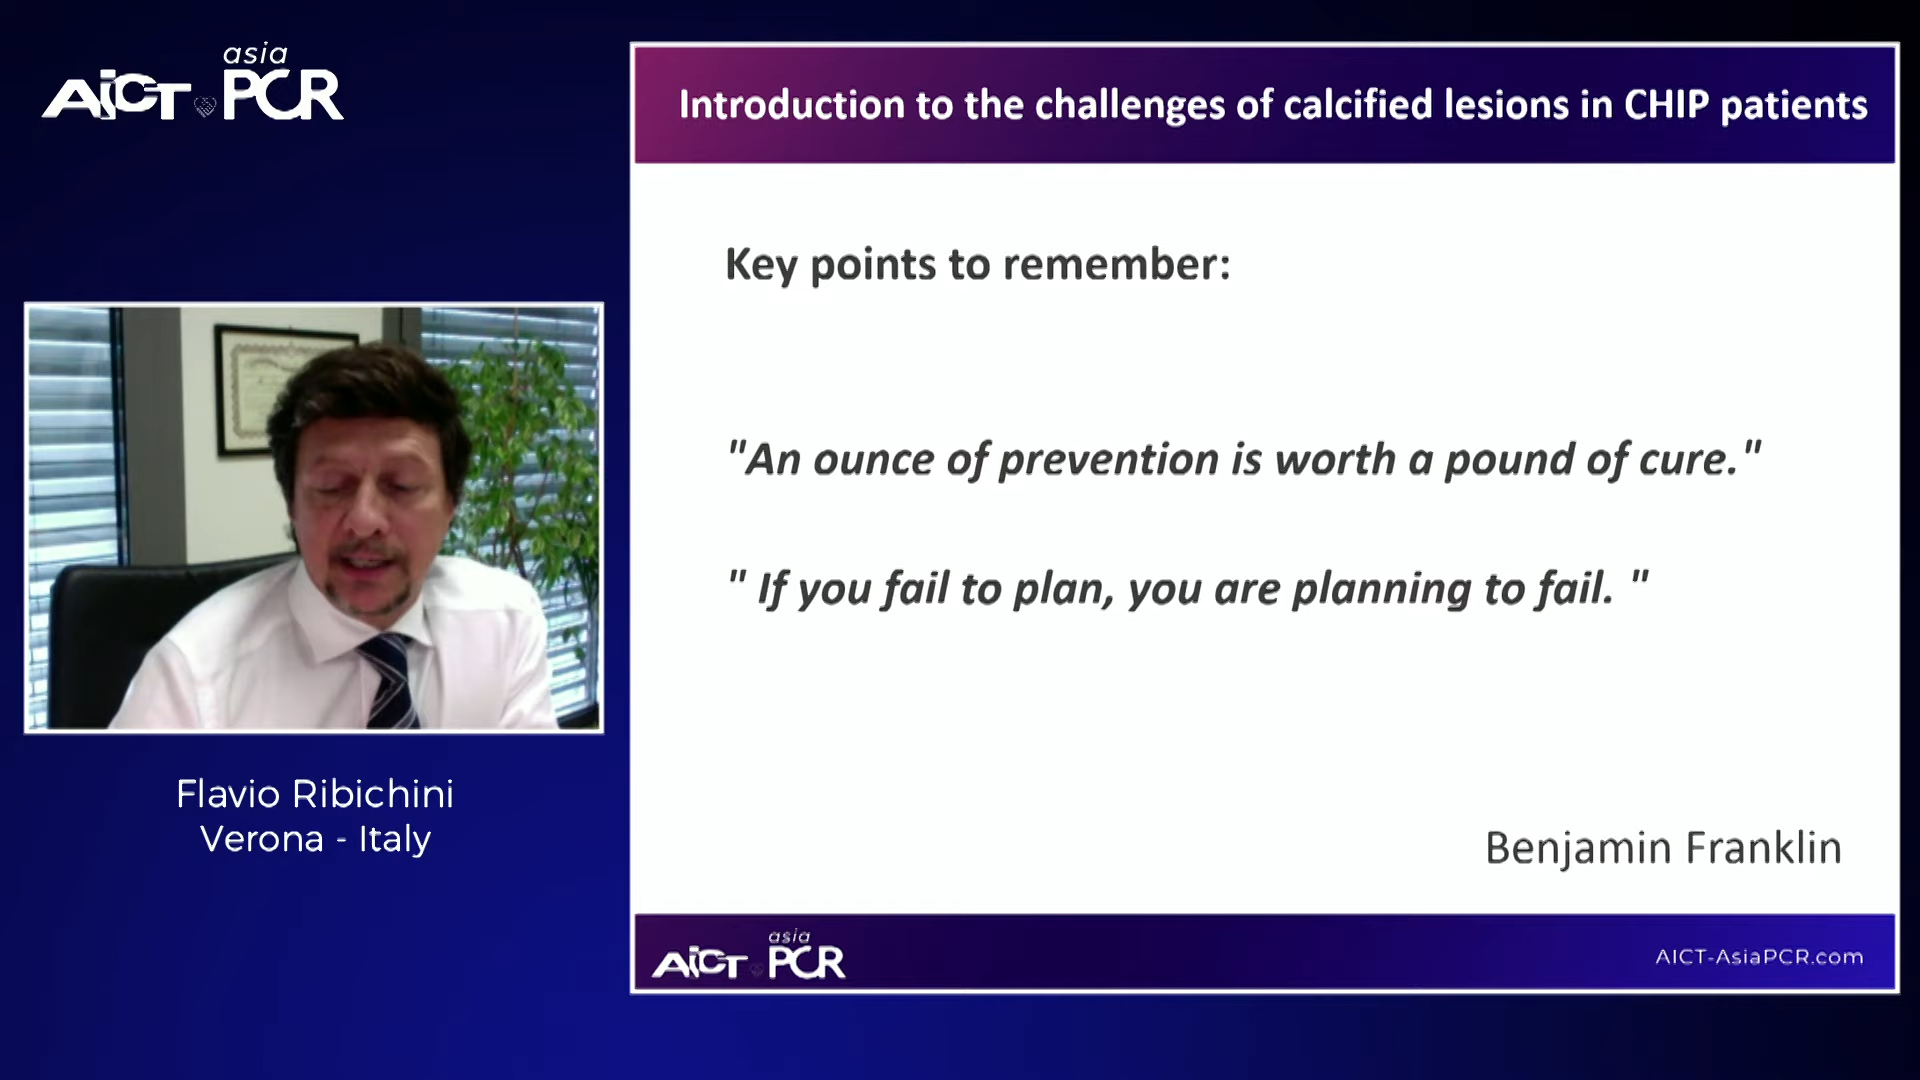 asia
AICT PCR
Introduction to the challenges of calcified lesions in CHIP patients
Key points to remember:
"An ounce of prevention is worth a pound of cure."
" If you fail to plan, you are planning to fail. "
Benjamin Franklin
Flavio Ribichini
Verona - Italy
asia
AICT PCR
AICT-AsiaPCR.com